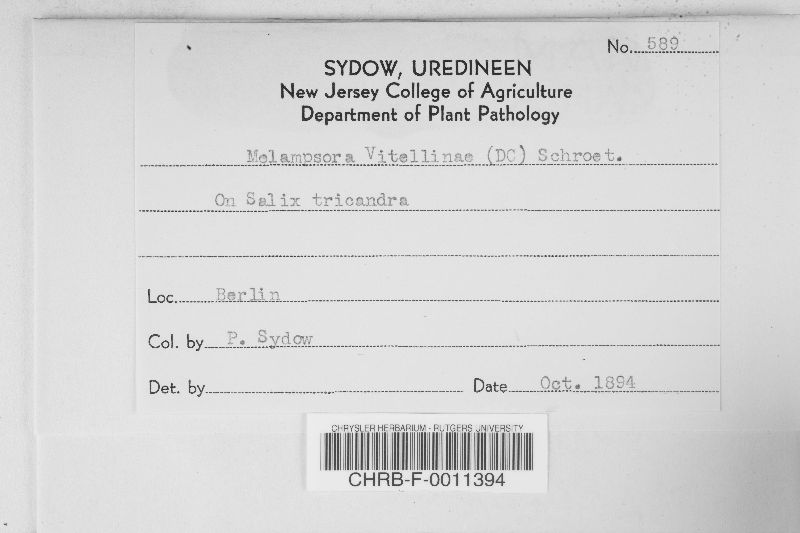 No. 589
SYDOW, UREDINEEN
New Jersey College of Agriculture
Department of Plant Pathology
Melampsora Vitellinae (DC) Schroet.
On Salix tricandra
Loc. Berlin
Col. by P. Sydow
Det. by
Date Oct. 1894
CHRYSLER HERBARIUM - RUTGERS UNIVERSITY
CHRB-F-0011394